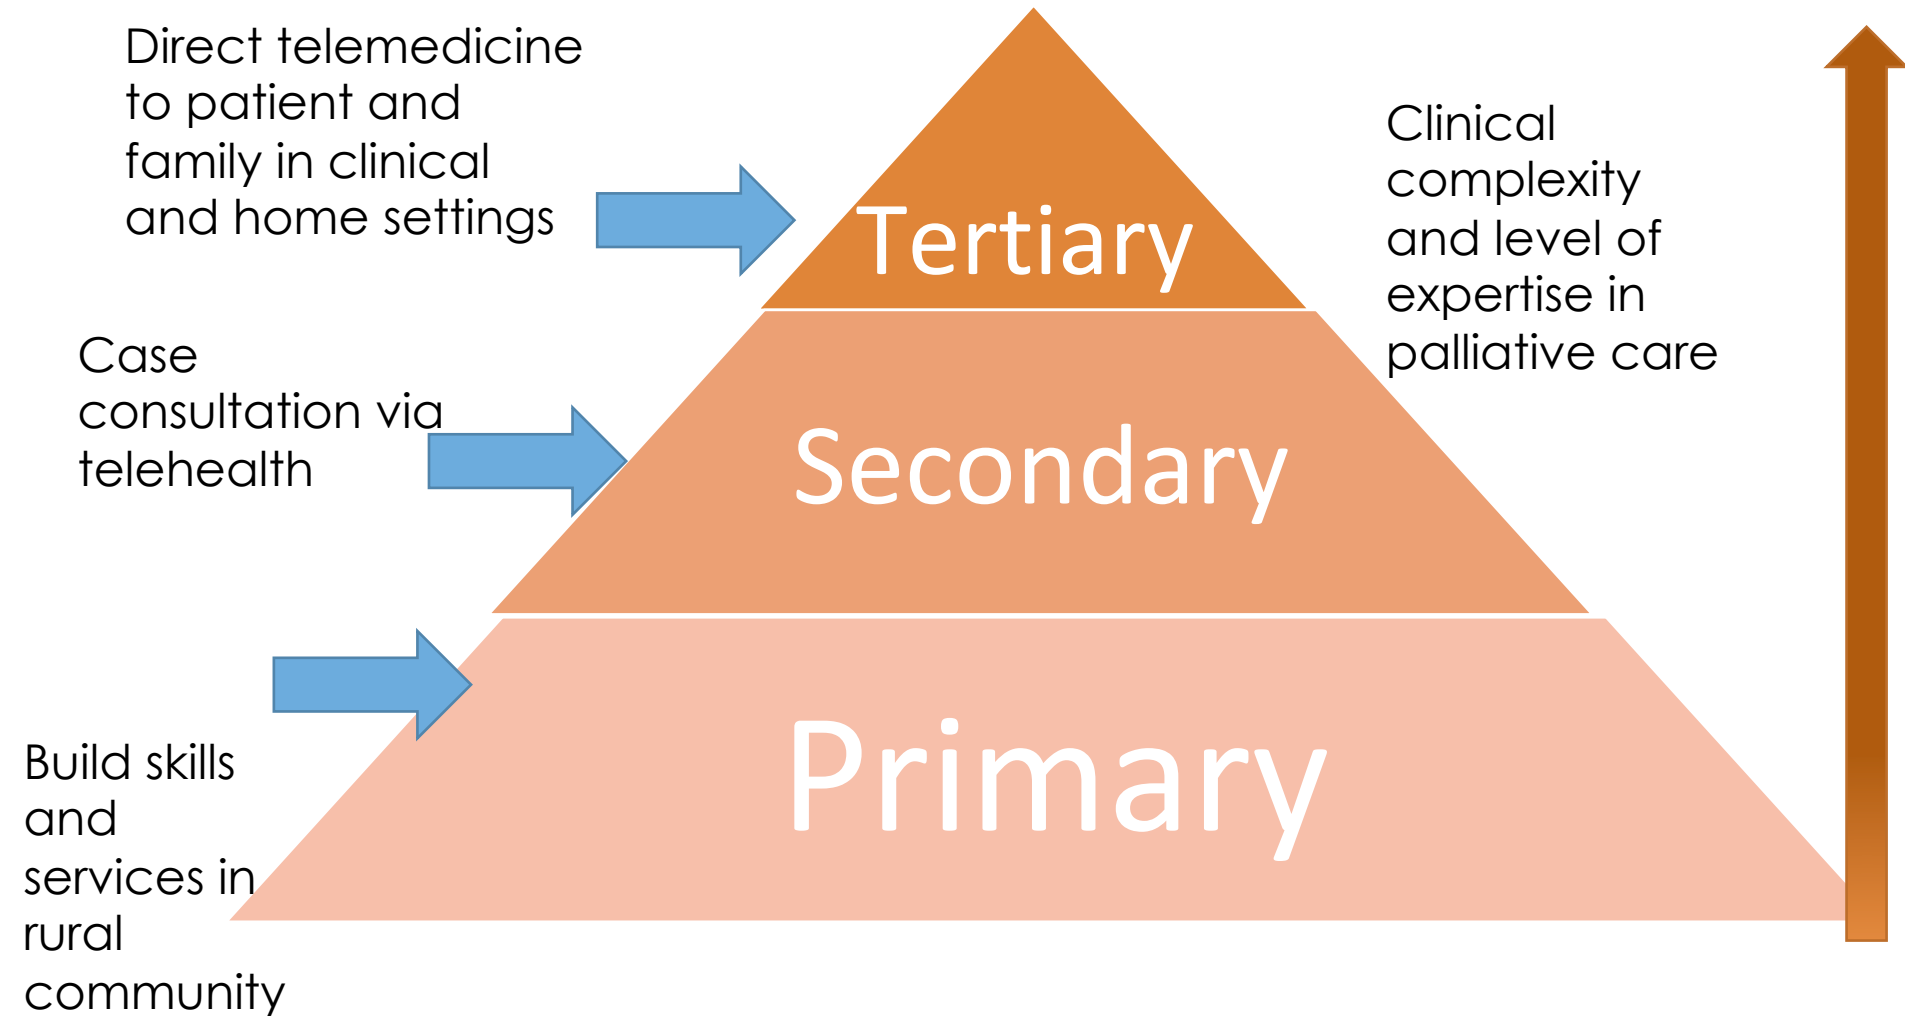 Direct telemedicine
to patient and
family in clinical
and home settings
Tertiary
Clinical
complexity
and level of
expertise in
palliative care
Case
consultation via
telehealth
Secondary
Build skills
and
services in
rural
community
Primary